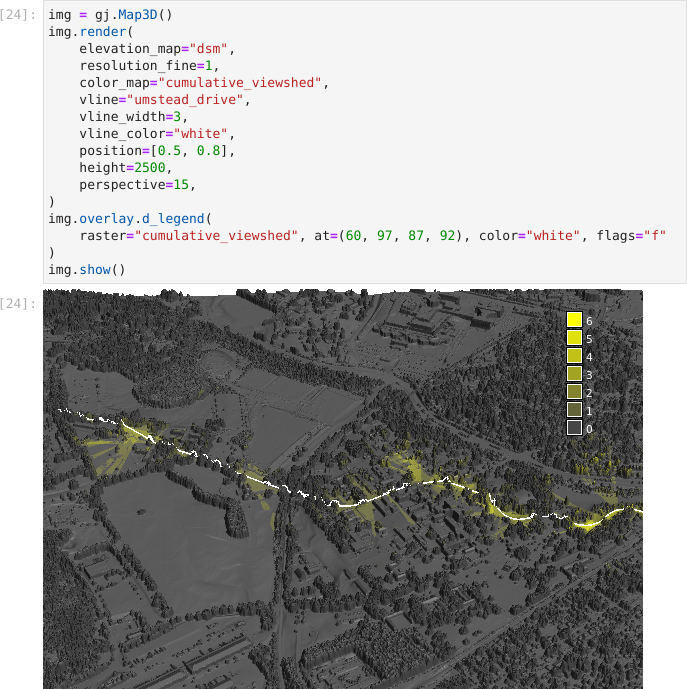 [24]: img = gj.Map3D()
img.render(
    elevation_map="dsm",
    resolution_fine=1,
    color_map="cumulative_viewshed",
    vline="umstead_drive",
    vline_width=3,
    vline_color="white",
    position=[0.5, 0.8],
    height=2500,
    perspective=15,
)
img.overlay.d_legend(
    raster="cumulative_viewshed", at=(60, 97, 87, 92), color="white", flags="f"
)
img.show()
[24]:
6
5
4
3
2
1
0